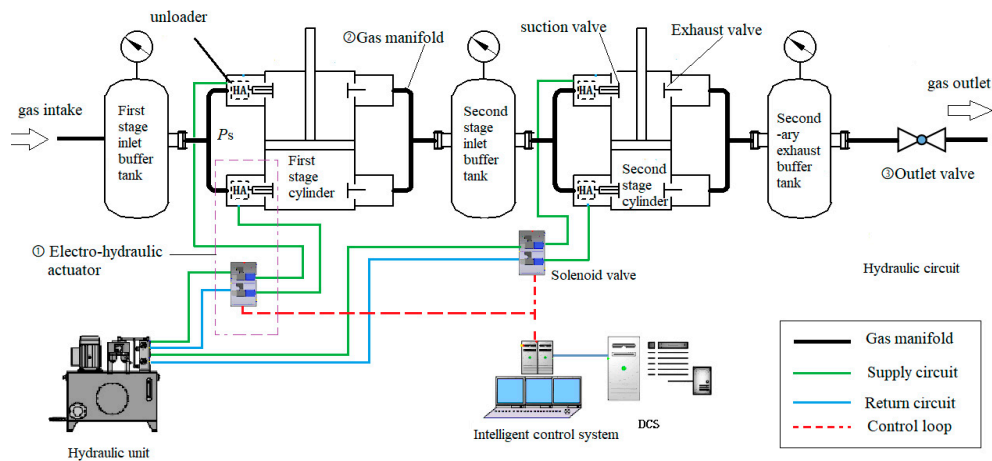 unloader
②Gas manifold
suction valve
Exhaust valve
gas outlet
gas intake
First
stage
inlet
buffer
tank
Ps
HA
HA
First
stage
cylinder
Second
stage
inlet
buffer
tank
HA
HA
Second
stage
cylinder
Second
-ary
exhaust
buffer
tank
③Outlet valve
① Electro-hydraulic
actuator
Solenoid valve
Hydraulic circuit
Hydraulic unit
Intelligent control system
DCS
Gas manifold
Supply circuit
Return circuit
Control loop